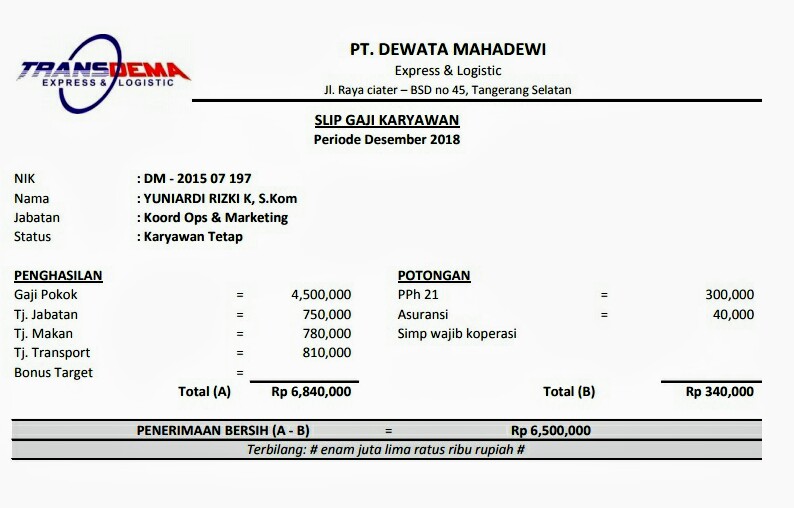 TRANSDEMA
EXPRESS & LOGISTIC
PT. DEWATA MAHADEWI
Express & Logistic
Jl. Raya ciater – BSD no 45, Tangerang Selatan
SLIP GAJI KARYAWAN
Periode Desember 2018
NIK : DM - 2015 07 197
Nama : YUNIARDI RIZKI K, S.Kom
Jabatan : Koord Ops & Marketing
Status : Karyawan Tetap
PENGHASILAN POTONGAN
Gaji Pokok = 4,500,000 PPh 21 = 300,000
Tj. Jabatan = 750,000 Asuransi = 40,000
Tj. Makan = 780,000 Simp wajib koperasi
Tj. Transport = 810,000
Bonus Target =
Total (A) Rp 6,840,000 Total (B) Rp 340,000
PENERIMAAN BERSIH (A - B) = Rp 6,500,000
Terbilang: # enam juta lima ratus ribu rupiah #